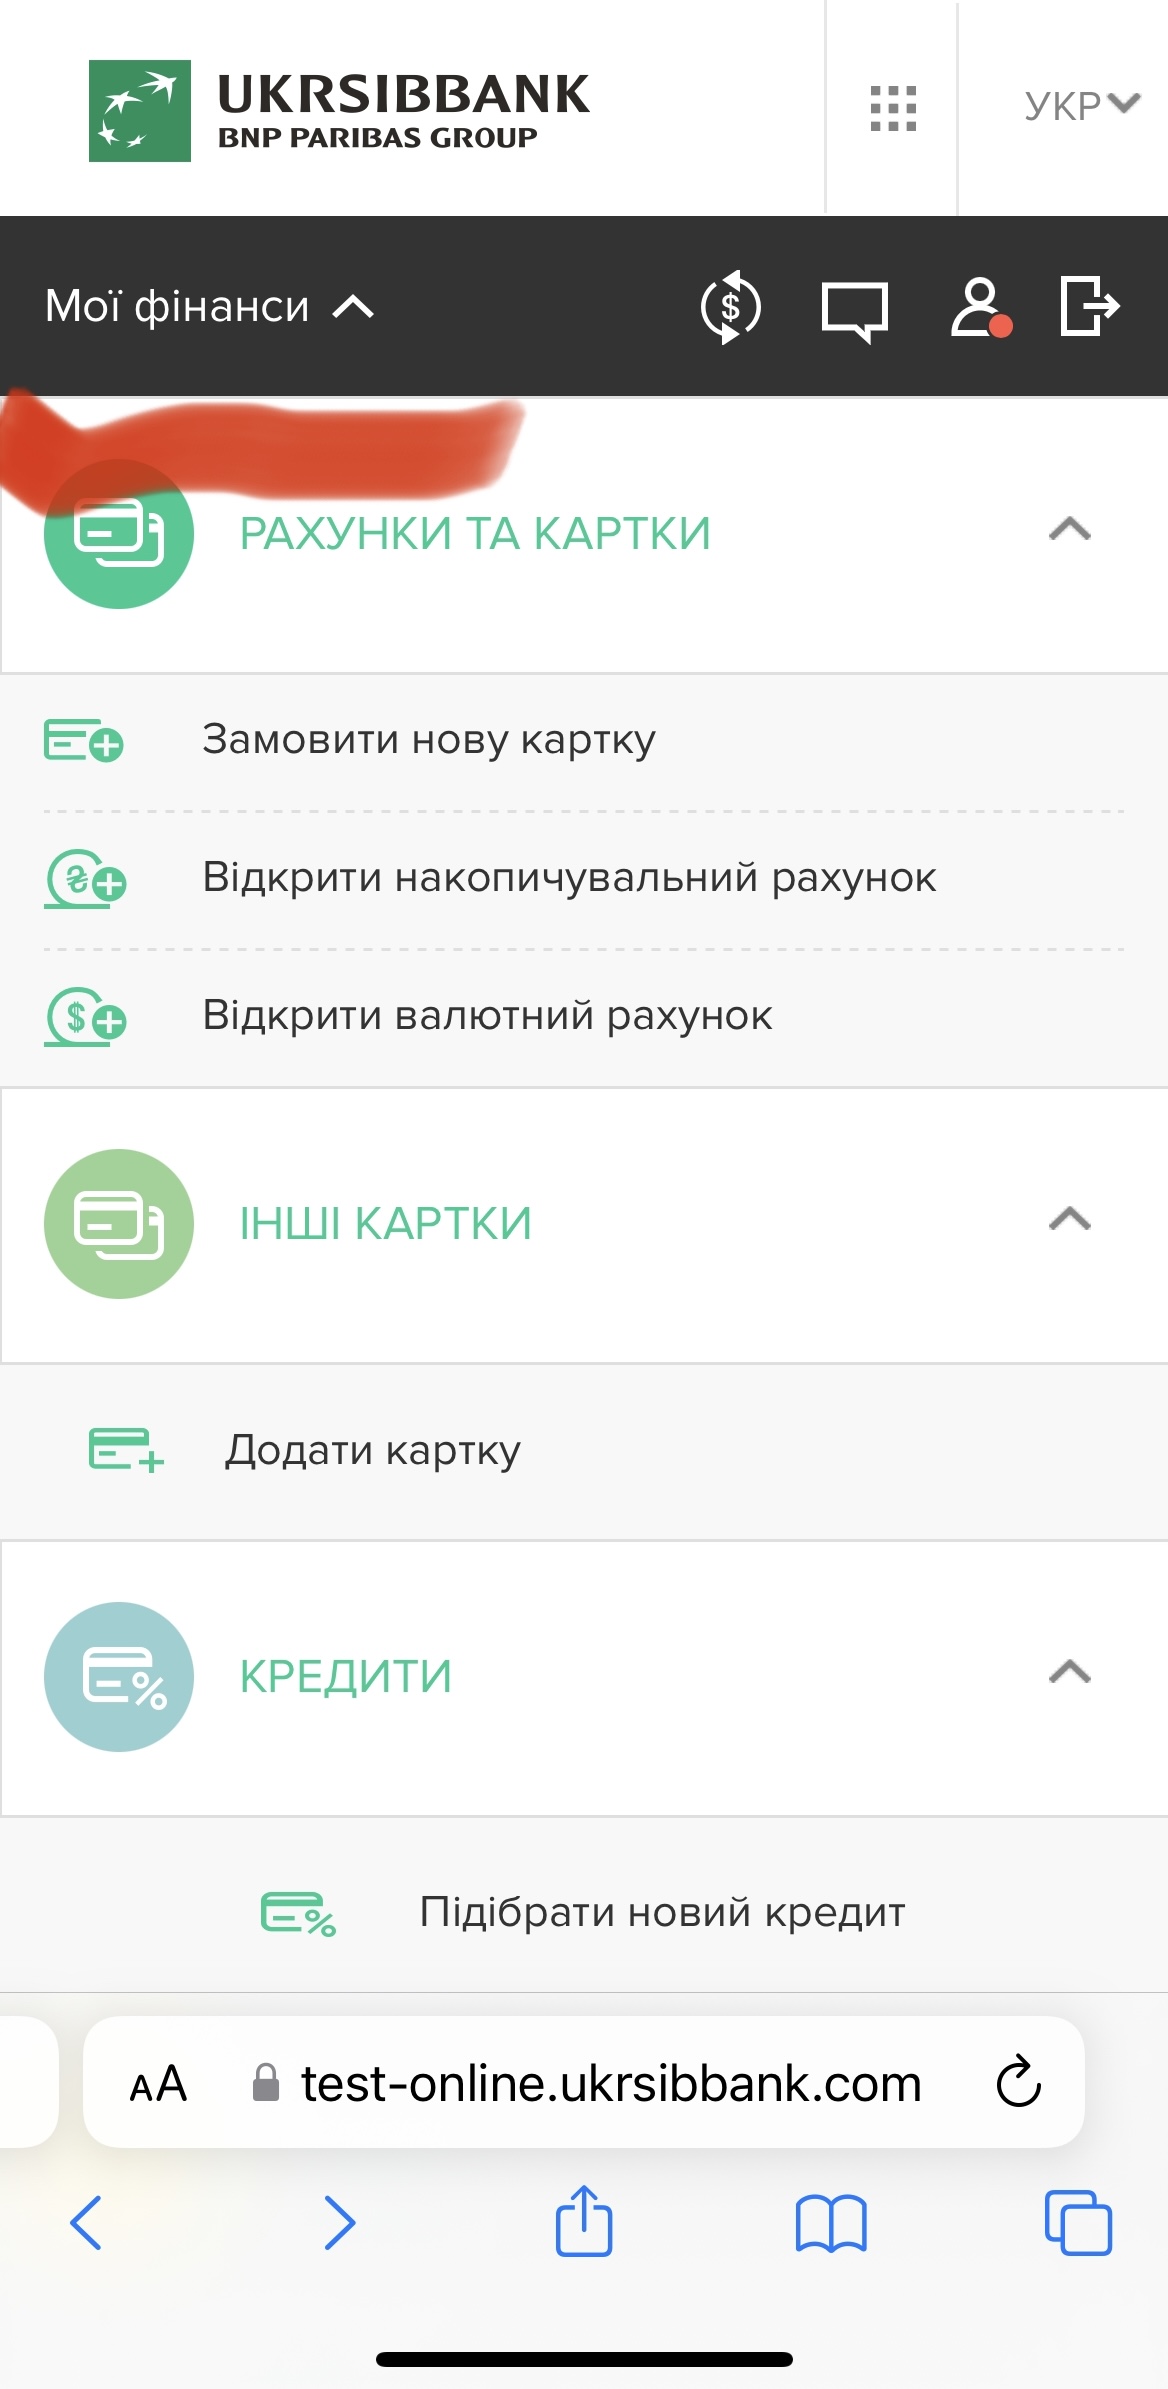 UKRSIBBANK
BNP PARIBAS GROUP
УКР
Мої фінанси
РАХУНКИ ТА КАРТКИ
Замовити нову картку
Відкрити накопичувальний рахунок
Відкрити валютний рахунок
ІНШІ КАРТКИ
Додати картку
КРЕДИТИ
Підібрати новий кредит
AA test-online.ukrsibbank.com